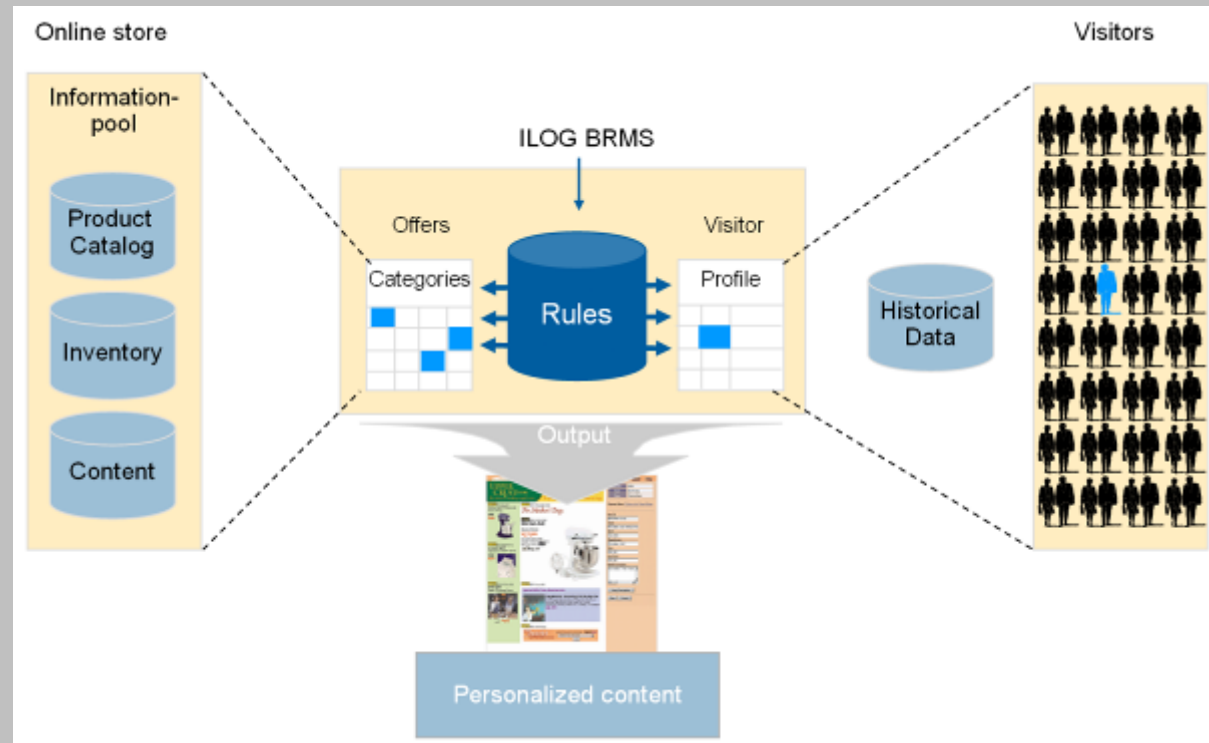 Online store
Visitors
Information-
pool
ILOG BRMS
Product
Catalog
Offers
Visitor
Categories
Rules
Profile
Historical
Data
Inventory
Content
Output
Personalized content